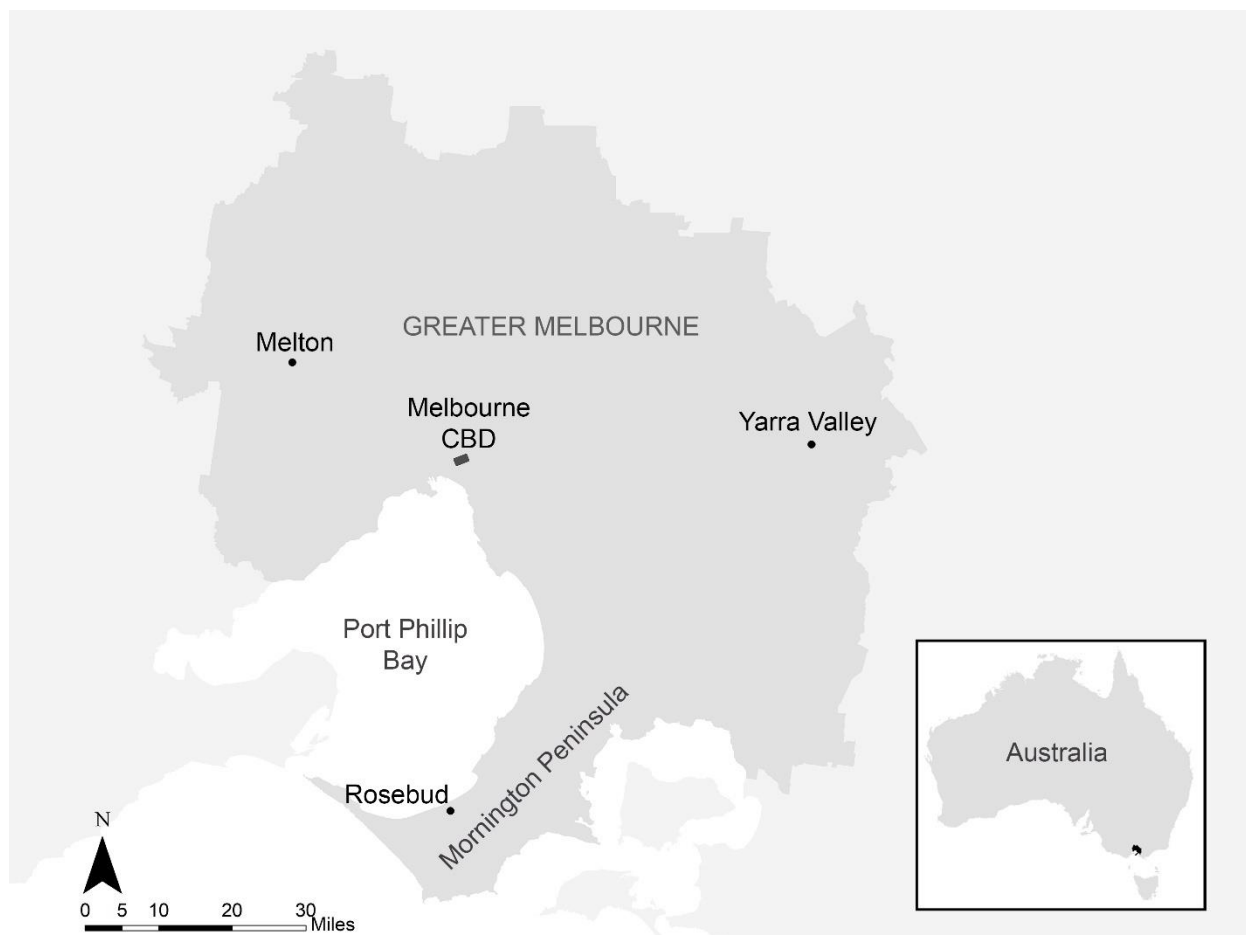 GREATER MELBOURNE
Melton
Melbourne
CBD
Yarra Valley
Port Phillip
Bay
Mornington Peninsula
Rosebud
Australia
N
0 5 10 20 30
Miles